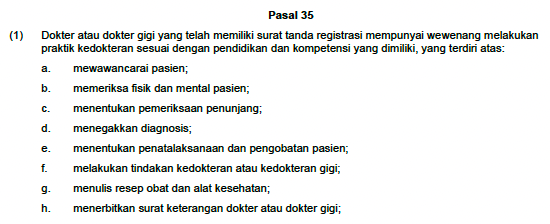 Pasal 35
(1) Dokter atau dokter gigi yang telah memiliki surat tanda registrasi mempunyai wewenang melakukan
praktik kedokteran sesuai dengan pendidikan dan kompetensi yang dimiliki, yang terdiri atas:
a. mewawancarai pasien;
b. memeriksa fisik dan mental pasien;
c. menentukan pemeriksaan penunjang;
d. menegakkan diagnosis;
e. menentukan penatalaksanaan dan pengobatan pasien;
f. melakukan tindakan kedokteran atau kedokteran gigi;
g. menulis resep obat dan alat kesehatan;
h. menerbitkan surat keterangan dokter atau dokter gigi;